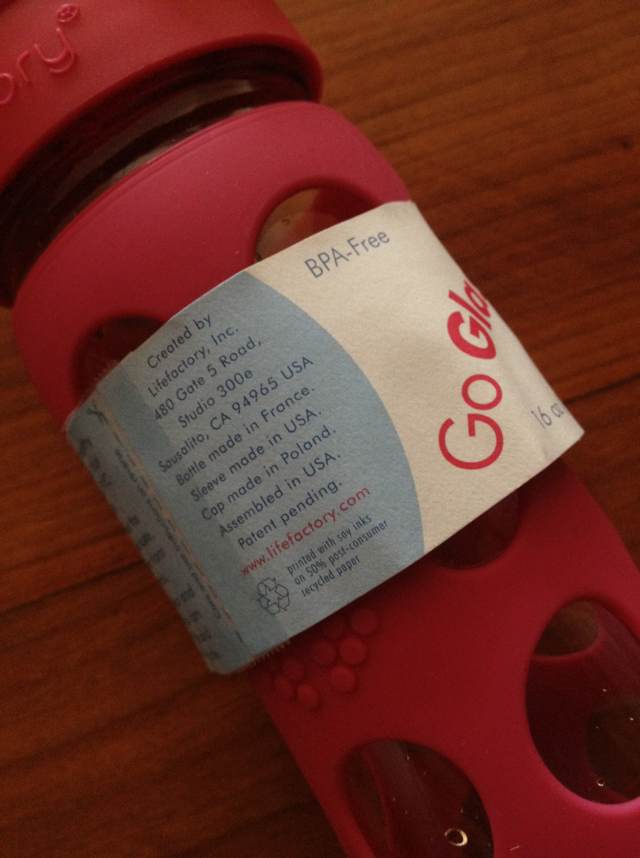 ory
BPA-Free
Created by
Lifefactory, Inc.
480 Gate 5 Road,
Studio 300e
Sausalito, CA 94965 USA
Bottle made in France.
Sleeve made in USA.
Cap made in Poland.
Assembled in USA.
Patent pending.
www.lifefactory.com
printed with soy inks
on 50% post-consumer
recycled paper
Go Gla
16 oz